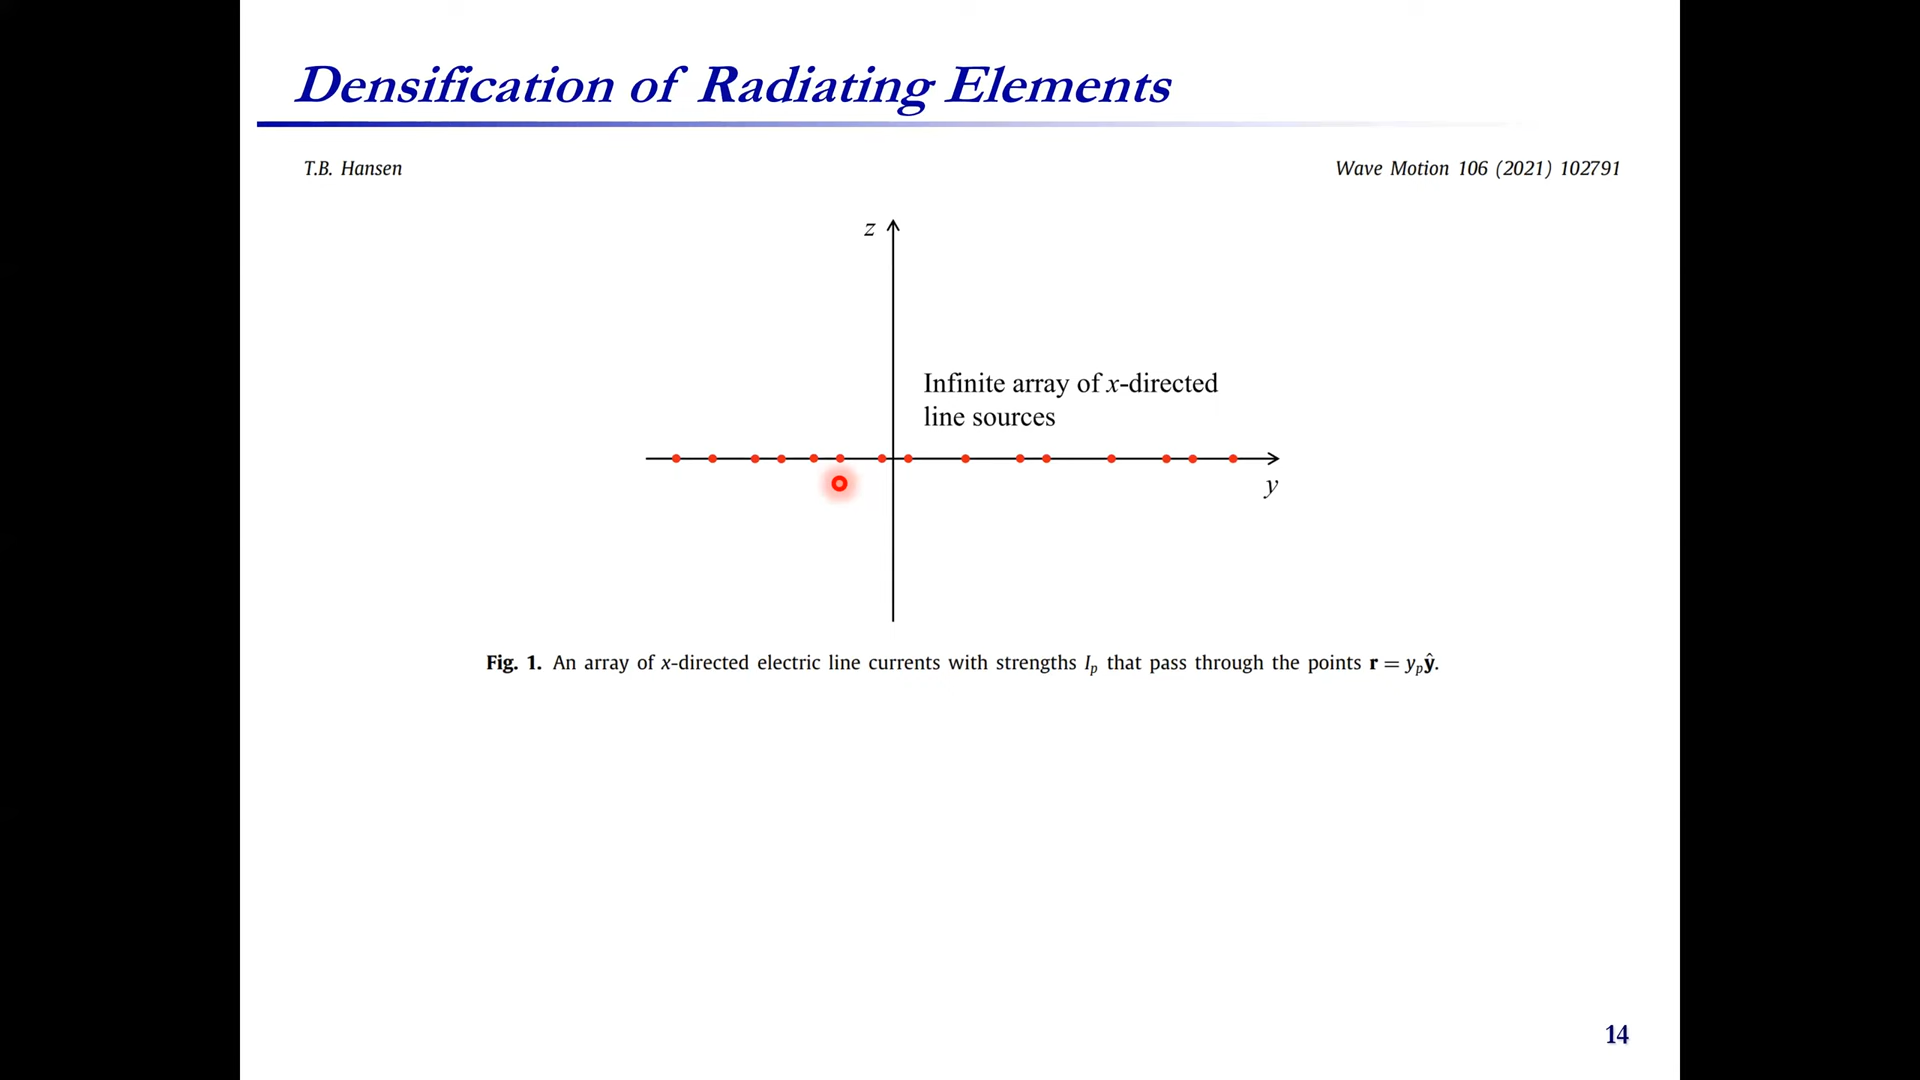 Densification of Radiating Elements
T.B. Hansen
Wave Motion 106 (2021) 102791
z
Infinite array of x-directed
line sources
y
Fig. 1. An array of x-directed electric line currents with strengths Iₚ that pass through the points r = yₚŷ.
14